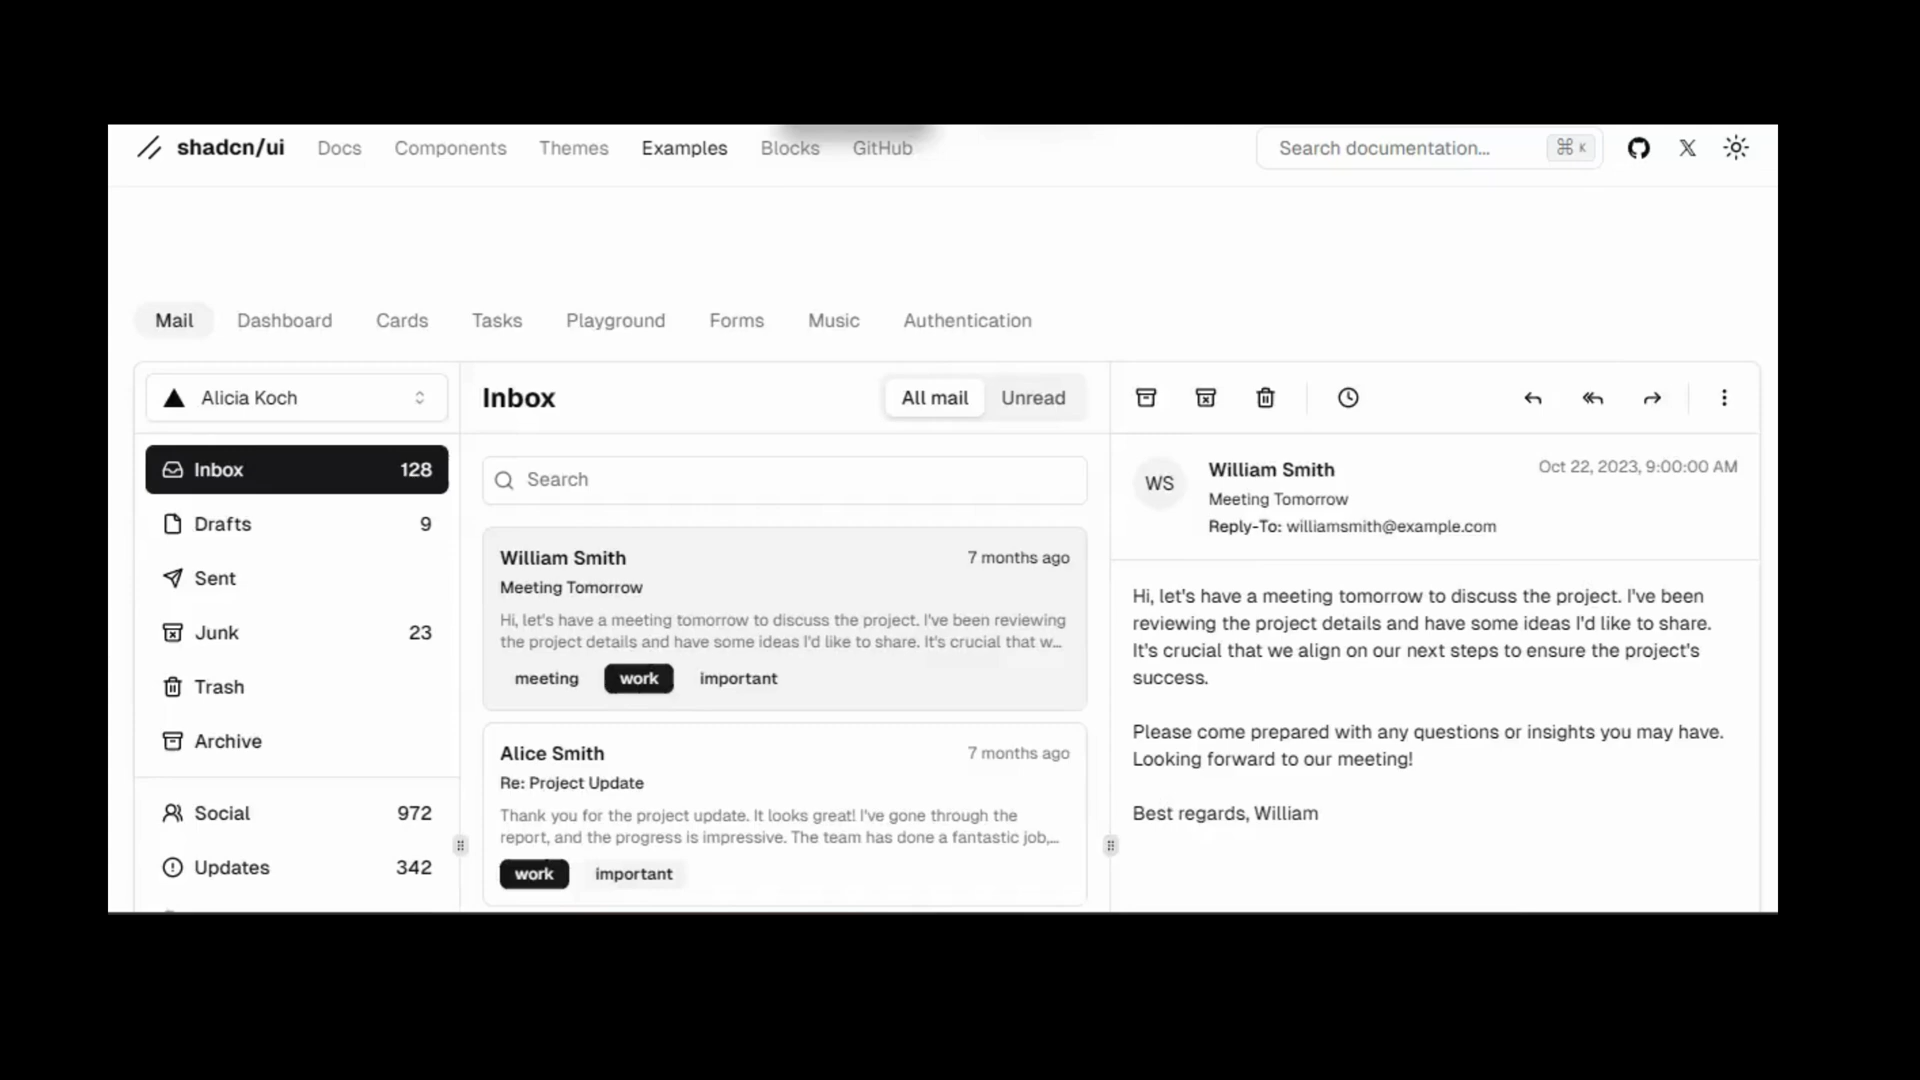 shadcn/ui Docs Components Themes Examples Blocks GitHub Search documentation... ⌘ K
Mail Dashboard Cards Tasks Playground Forms Music Authentication
Alicia Koch
Inbox 128
Drafts 9
Sent
Junk 23
Trash
Archive
Social 972
Updates 342
Inbox All mail Unread
Search
William Smith 7 months ago
Meeting Tomorrow
Hi, let's have a meeting tomorrow to discuss the project. I've been reviewing
the project details and have some ideas I'd like to share. It's crucial that w...
meeting work important
Alice Smith 7 months ago
Re: Project Update
Thank you for the project update. It looks great! I've gone through the
report, and the progress is impressive. The team has done a fantastic job,...
work important
WS
William Smith Oct 22, 2023, 9:00:00 AM
Meeting Tomorrow
Reply-To: williamsmith@example.com
Hi, let's have a meeting tomorrow to discuss the project. I've been
reviewing the project details and have some ideas I'd like to share.
It's crucial that we align on our next steps to ensure the project's
success.
Please come prepared with any questions or insights you may have.
Looking forward to our meeting!
Best regards, William